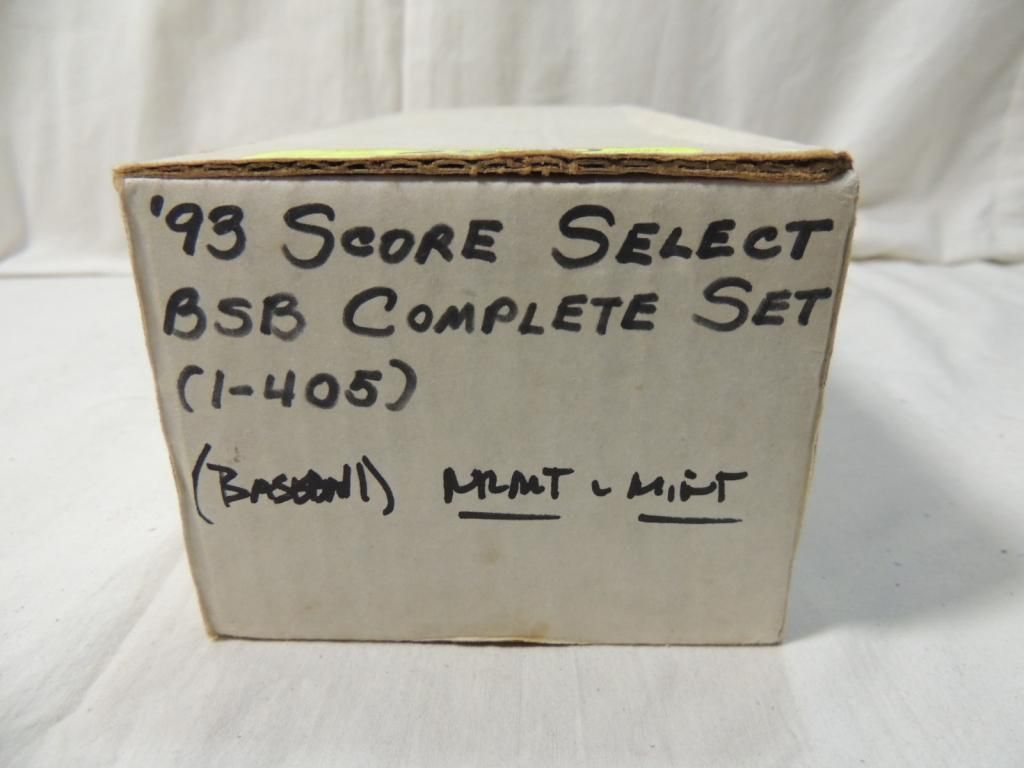 '93 SCORE SELECT
BSB COMPLETE SET
(1-405)
(BASEBALL) NRMT - MINT